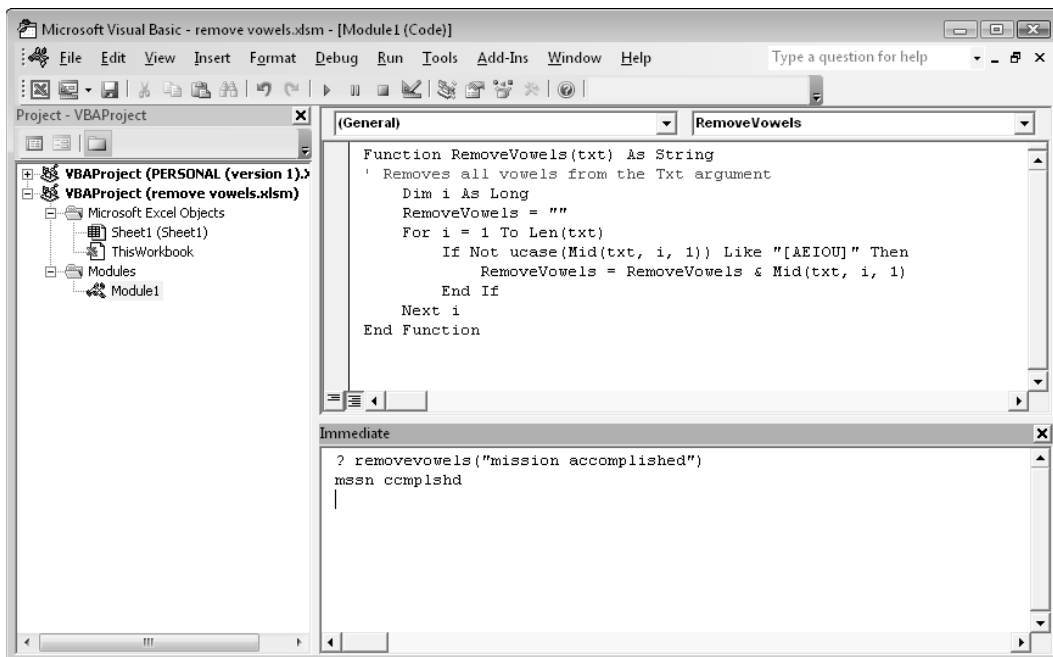 Microsoft Visual Basic - remove vowels.xlsm - [Module1 (Code)]
File Edit View Insert Format Debug Run Tools Add-Ins Window Help Type a question for help
Project - VBAProject
VBAProject (PERSONAL (version 1).X
VBAProject (remove vowels.xlsm)
Microsoft Excel Objects
Sheet1 (Sheet1)
ThisWorkbook
Modules
Module1
(General) RemoveVowels
Function RemoveVowels(txt) As String
' Removes all vowels from the Txt argument
Dim i As Long
RemoveVowels = ""
For i = 1 To Len(txt)
If Not ucase(Mid(txt, i, 1)) Like "[AEIOU]" Then
RemoveVowels = RemoveVowels & Mid(txt, i, 1)
End If
Next i
End Function
Immediate
? removevowels("mission accomplished")
mssn ccmplshd